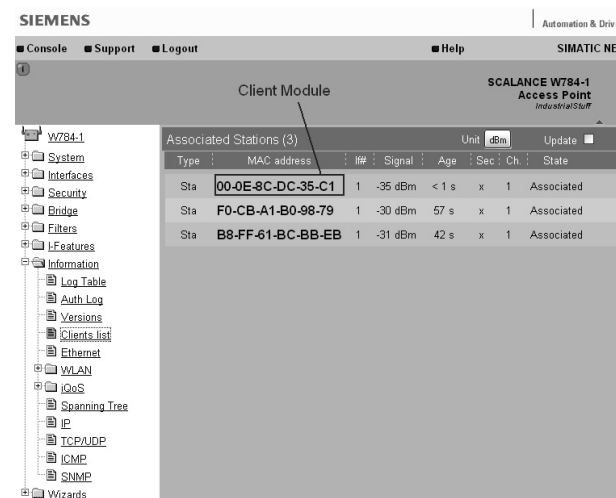 SIEMENS
Automation & Driv
Console Support Logout Help SIMATIC NE
SCALANCE W784-1
Access Point
IndustrialStuff
Client Module
W784-1
System
Interfaces
Security
Bridge
Filters
I-Features
Information
Log Table
Auth Log
Versions
Clients list
Ethernet
WLAN
iQoS
Spanning Tree
IP
TCP/UDP
ICMP
SNMP
Wizards
Associated Stations (3) Unit dBm Update
Type MAC address If# Signal Age Sec Ch. State
Sta 00-0E-8C-DC-35-C1 1 -35 dBm < 1 s x 1 Associated
Sta F0-CB-A1-B0-98-79 1 -30 dBm 57 s x 1 Associated
Sta B8-FF-61-BC-BB-EB 1 -31 dBm 42 s x 1 Associated